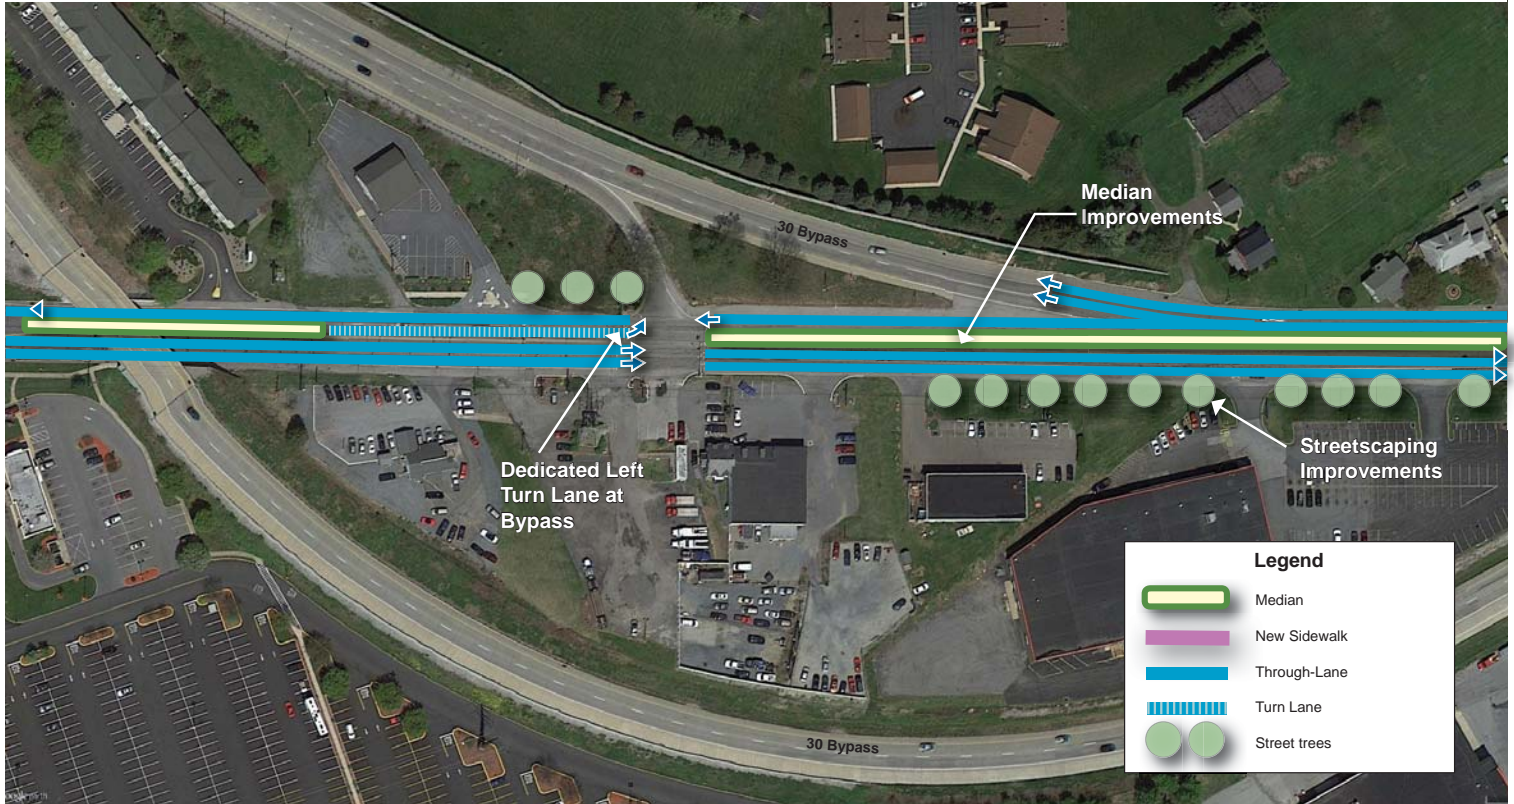 30 Bypass
Median
Improvements
Dedicated Left
Turn Lane at
Bypass
Streetscaping
Improvements
30 Bypass
Legend
Median
New Sidewalk
Through-Lane
Turn Lane
Street trees